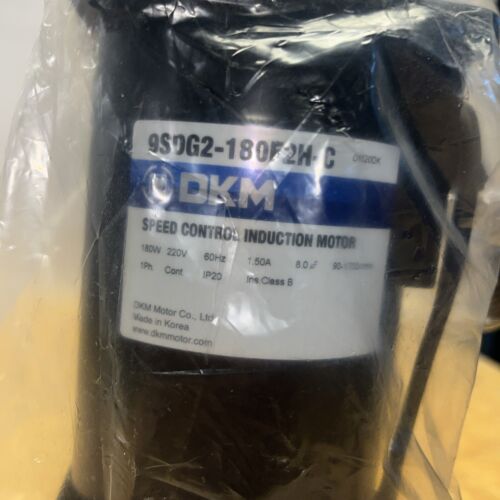 9SDG2-180F2H-C
DKM
SPEED CONTROL INDUCTION MOTOR
180W 220V 60Hz 1.50A 8.0㎌
1Ph Cont IP20 Ins Class B
DKM Motor Co., Ltd
Made in Korea
www.dkmmotor.com